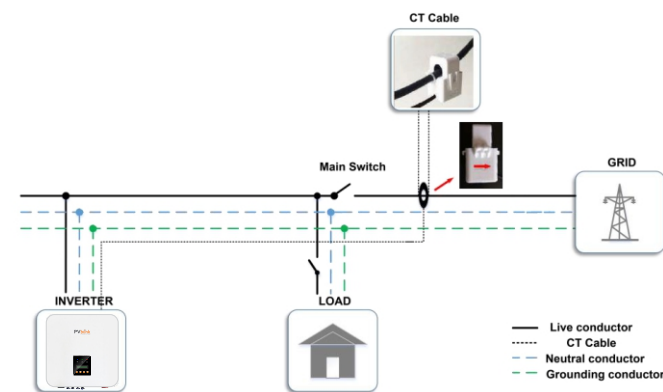 CT Cable
Main Switch
GRID
INVERTER
LOAD
Live conductor
CT Cable
Neutral conductor
Grounding conductor